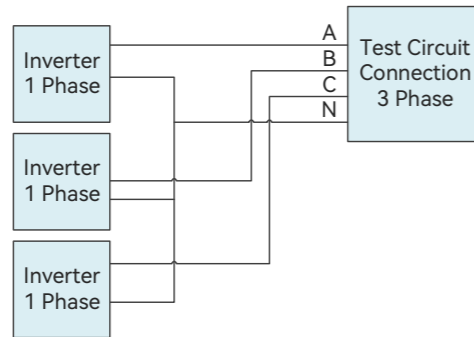 Inverter
1 Phase
Inverter
1 Phase
Inverter
1 Phase
A
B
C
N
Test Circuit
Connection
3 Phase